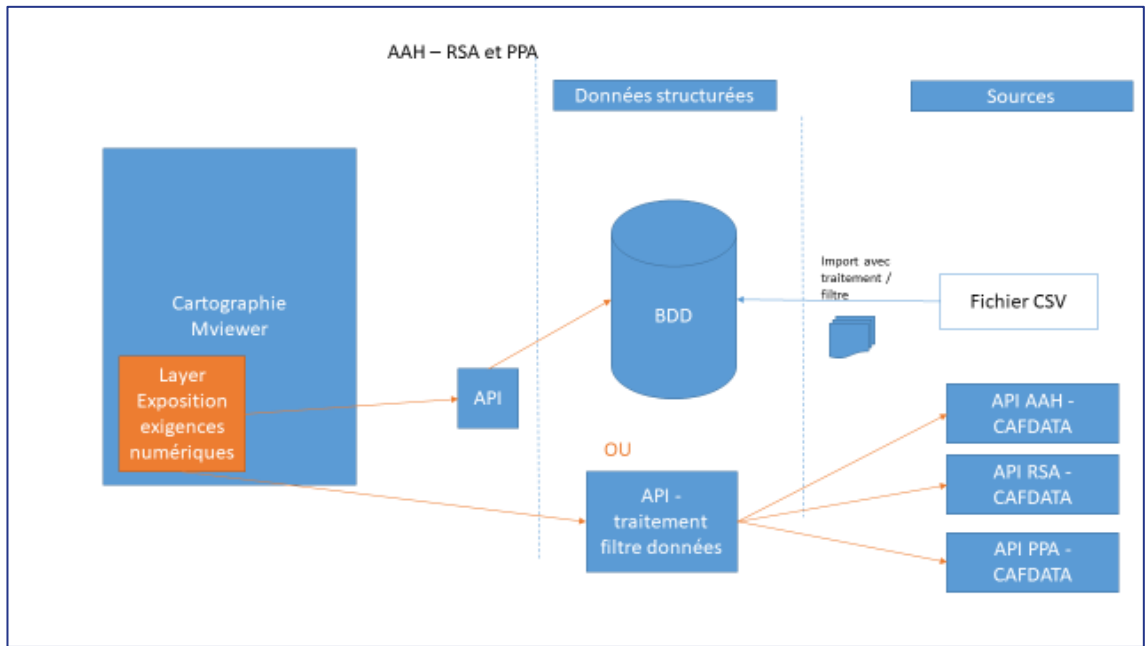 AAH – RSA et PPA
Données structurées
Sources
Cartographie
Mviewer
Layer
Exposition
exigences
numériques
API
BDD
Import avec
traitement /
filtre
Fichier CSV
OU
API -
traitement
filtre données
API AAH -
CAFDATA
API RSA -
CAFDATA
API PPA -
CAFDATA